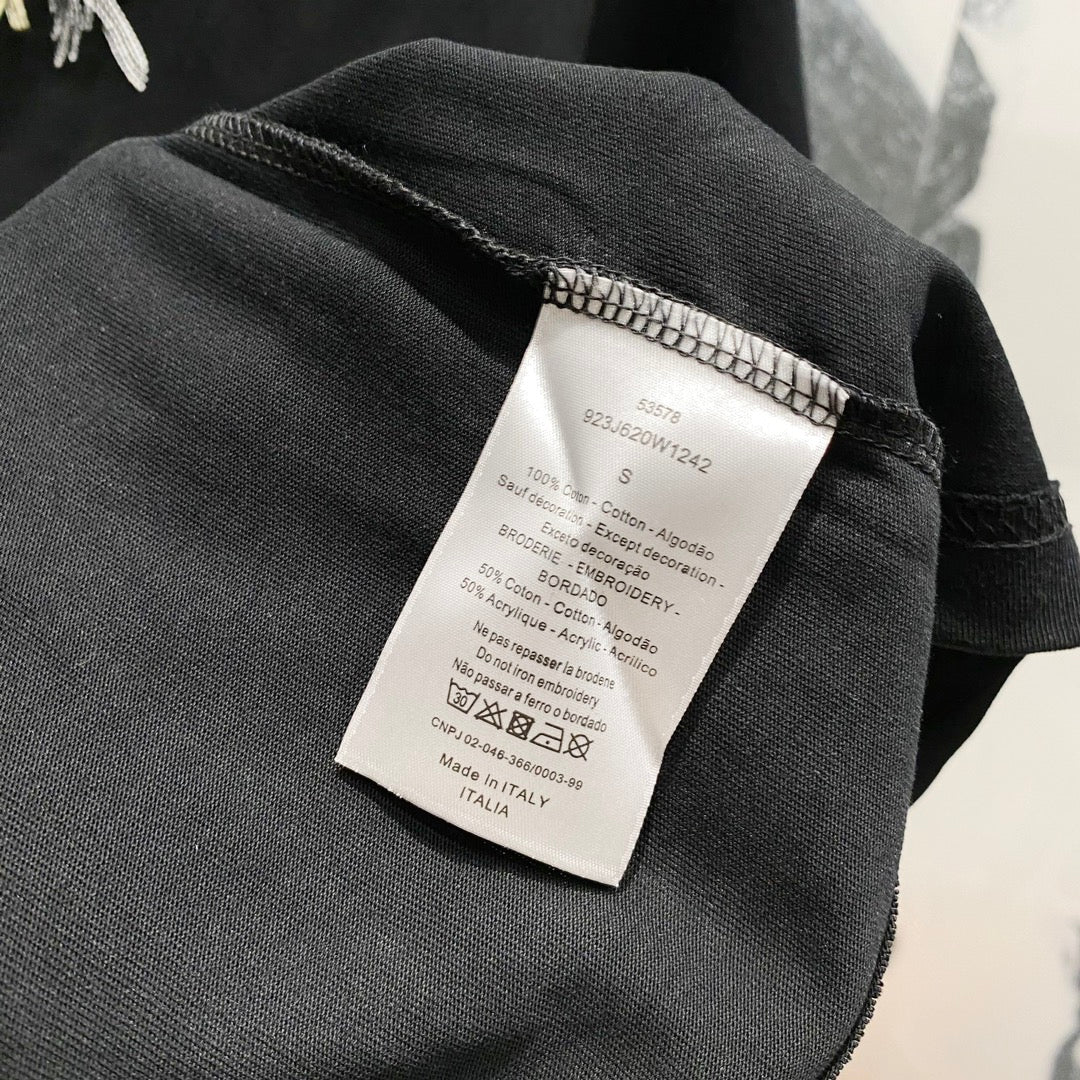 53578
923J620W1242
S
100% Coton - Cotton - Algodão
Sauf décoration - Except decoration -
Exceto decoração
BRODERIE - EMBROIDERY -
BORDADO
50% Coton - Cotton - Algodão
50% Acrylique - Acrylic - Acrilico
Ne pas repasser la brodene
Do not iron embroidery
Não passar a ferro o bordado
30
CNPJ 02-046-366/0003-99
Made In ITALY
ITALIA